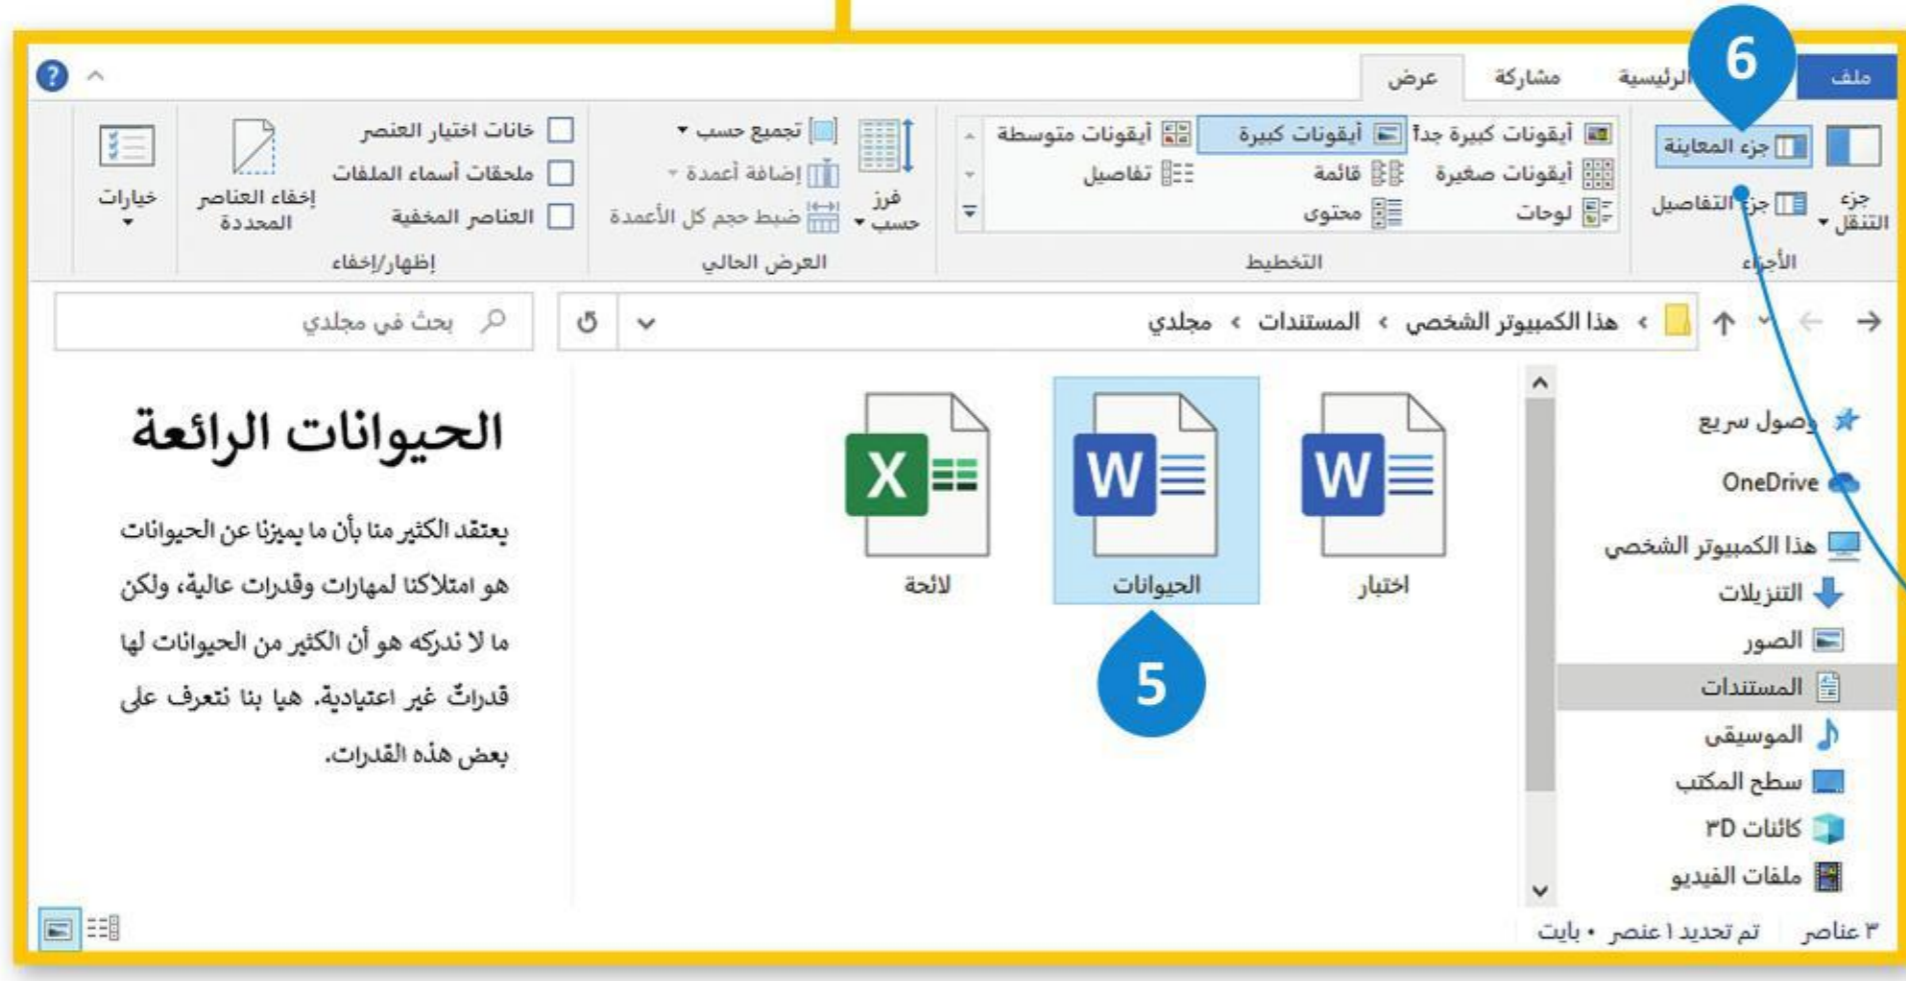 6
ملف الرئيسية مشاركة عرض
?
جزء التنقل
جزء المعاينة
جزء التفاصيل
الأجزاء
أيقونات كبيرة جداً أيقونات كبيرة أيقونات متوسطة
أيقونات صغيرة قائمة تفاصيل
لوحات محتوى
التخطيط
فرز حسب
تجميع حسب
إضافة أعمدة
ضبط حجم كل الأعمدة
العرض الحالي
خانات اختيار العنصر
ملحقات أسماء الملفات
العناصر المخفية
إخفاء العناصر
المحددة
إظهار/إخفاء
خيارات
هذا الكمبيوتر الشخصي › المستندات › مجلدي
بحث في مجلدي
وصول سريع
OneDrive
هذا الكمبيوتر الشخصي
التنزيلات
الصور
المستندات
الموسيقى
سطح المكتب
كائنات ٣D
ملفات الفيديو
W
اختبار
W
الحيوانات
X
لائحة
5
الحيوانات الرائعة
يعتقد الكثير منا بأن ما يميزنا عن الحيوانات
هو امتلاكنا لمهارات وقدرات عالية، ولكن
ما لا ندركه هو أن الكثير من الحيوانات لها
قدراتٌ غير اعتيادية. هيا بنا نتعرف على
بعض هذه القدرات.
٣ عناصر تم تحديد ١ عنصر ٠ بايت